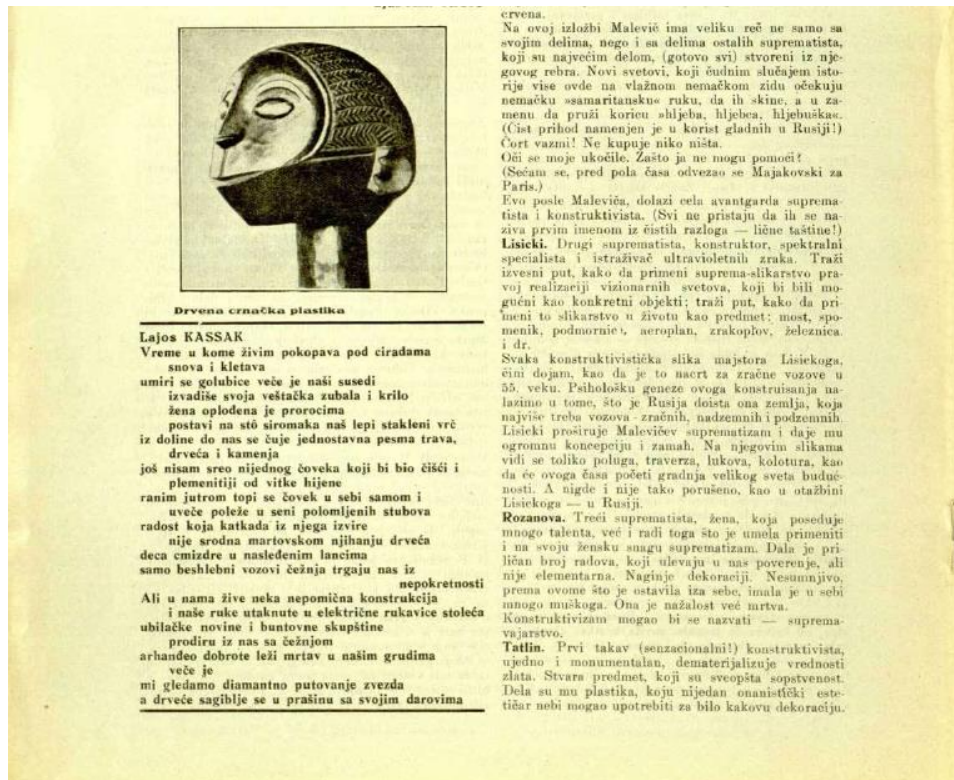 Drvena crnačka plastika
Lajos KASSAK
Vreme u kome živim pokopava pod ciradama
snova i kletava
umiri se golubice veče je naši susedi
izvadiše svoja veštačka zubala i krilo
žena oplođena je prorocima
postavi na stô siromaka naš lepi stakleni vrč
iz doline do nas se čuje jednostavna pesma trava,
drveća i kamenja
još nisam sreo nijednog čoveka koji bi bio čišći i
plemenitiji od vitke hijene
ranim jutrom topi se čovek u sebi samom i
uveče poleže u seni polomljenih stubova
radost koja katkada iz njega izvire
nije srodna martovskom njihanju drveća
deca cmizdre u nasleđenim lancima
samo beshlebni vozovi čežnja trgaju nas iz
nepokretnosti
Ali u nama žive neka nepomična konstrukcija
i naše ruke utaknute u električne rukavice stoleća
ubilačke novine i buntovne skupštine
prodiru iz nas sa čežnjom
arhanđeo dobrote leži mrtav u našim grudima
veče je
mi gledamo diamantno putovanje zvezda
a drveće sagiblje se u prašinu sa svojim darovima
crvena.
Na ovoj izložbi Malevič ima veliku reč ne samo sa
svojim delima, nego i sa delima ostalih suprematista,
koji su najvećim delom, (gotovo svi) stvoreni iz nje-
govog rebra. Novi svetovi, koji čudnim slučajem isto-
rije vise ovde na vlažnom nemačkom zidu očekuju
nemačku »samaritansku« ruku, da ih skine, a u za-
menu da pruži koricu »hljeba, hljebca, hljebuška«.
(Čist prihod namenjen je u korist gladnih u Rusiji!)
Čort vazmi! Ne kupuje niko ništa.
Oči se moje ukočile. Zašto ja ne mogu pomoći?
(Sećam se, pred pola časa odvezao se Majakovski za
Paris.)
Evo posle Maleviča, dolazi cela avantgarda suprema-
tista i konstruktivista. (Svi ne pristaju da ih se na-
ziva prvim imenom iz čistih razloga — lične taštine!)
Lisicki. Drugi suprematista, konstruktor, spektralni
specialista i istraživač ultravioletnih zraka. Traži
izvesni put, kako da primeni suprema-slikarstvo pra-
voj realizaciji vizionarnih svetova, koji bi bili mo-
gućni kao konkretni objekti; traži put, kako da pri-
meni to slikarstvo u životu kao predmet: most, spo-
menik, podmornicu, aeroplan, zrakoplov, železnica
i dr.
Svaka konstruktivistička slika majstora Lisickoga,
čini dojam, kao da je to nacrt za zračne vozove u
55. veku. Psihološku geneze ovoga konstruisanja na-
lazimo u tome, što je Rusija doista ona zemlja, koja
najviše treba vozova - zračnih, nadzemnih i podzemnih.
Lisicki proširuje Malevičev suprematizam i daje mu
ogromnu koncepciju i zamah. Na njegovim slikama
vidi se toliko poluga, traverza, lukova, kolotura, kao
da će ovoga časa početi gradnja velikog sveta buduć-
nosti. A nigde i nije tako porušeno, kao u otažbini
Lisickoga — u Rusiji.
Rozanova. Treći suprematista, žena, koja poseduje
mnogo talenta, već i radi toga što je umela primeniti
i na svoju žensku snagu suprematizam. Dala je pri-
ličan broj radova, koji ulevaju u nas poverenje, ali
nije elementarna. Naginje dekoraciji. Nesumnjivo,
prema ovome što je ostavila iza sebe, imala je u sebi
mnogo muškoga. Ona je nažalost već mrtva.
Konstruktivizam mogao bi se nazvati — suprema-
vajarstvo.
Tatlin. Prvi takav (senzacionalni!) konstruktivista,
ujedno i monumentalan, dematerijalizuje vrednosti
zlata. Stvara predmet, koji su sveopšta sopstvenost.
Dela su mu plastika, koju nijedan onanistički este-
tičar nebi mogao upotrebiti za bilo kakovu dekoraciju.